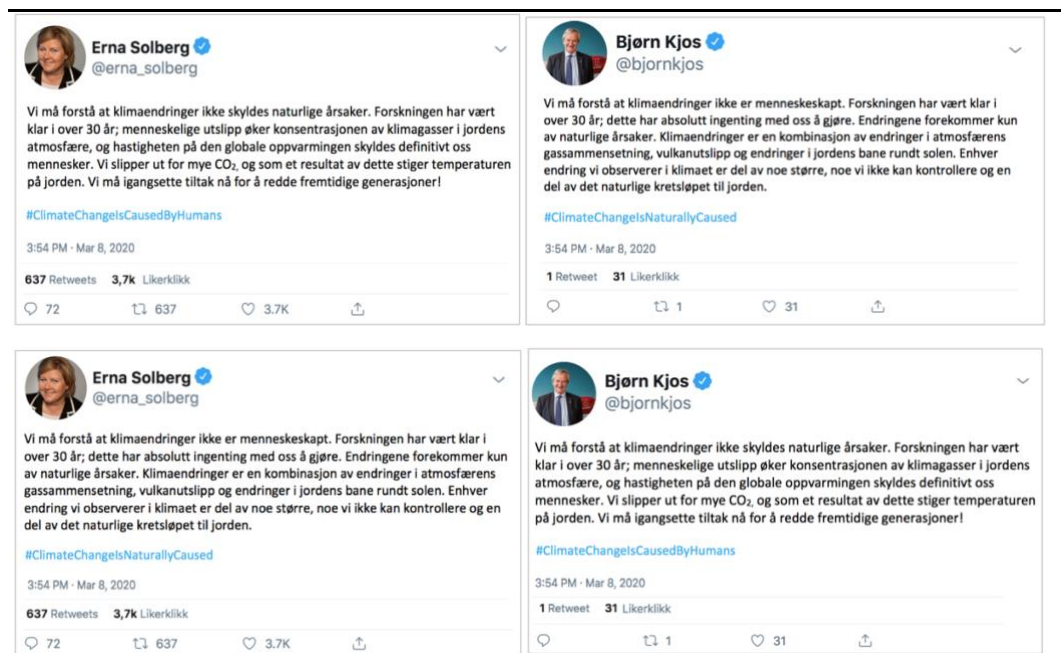 Erna Solberg
@erna_solberg
Vi må forstå at klimaendringer ikke skyldes naturlige årsaker. Forskningen har vært
klar i over 30 år; menneskelige utslipp øker konsentrasjonen av klimagasser i jordens
atmosfære, og hastigheten på den globale oppvarmingen skyldes definitivt oss
mennesker. Vi slipper ut for mye CO₂, og som et resultat av dette stiger temperaturen
på jorden. Vi må igangsette tiltak nå for å redde fremtidige generasjoner!
#ClimateChangeIsCausedByHumans
3:54 PM · Mar 8, 2020
637 Retweets 3,7k Likerklikk
72 637 3.7K
Bjørn Kjos
@bjornkjos
Vi må forstå at klimaendringer ikke er menneskeskapt. Forskningen har vært klar i
over 30 år; dette har absolutt ingenting med oss å gjøre. Endringene forekommer kun
av naturlige årsaker. Klimaendringer er en kombinasjon av endringer i atmosfærens
gassammensetning, vulkanutslipp og endringer i jordens bane rundt solen. Enhver
endring vi observerer i klimaet er del av noe større, noe vi ikke kan kontrollere og en
del av det naturlige kretsløpet til jorden.
#ClimateChangeIsNaturallyCaused
3:54 PM · Mar 8, 2020
1 Retweet 31 Likerklikk
1 31
Erna Solberg
@erna_solberg
Vi må forstå at klimaendringer ikke er menneskeskapt. Forskningen har vært klar i
over 30 år; dette har absolutt ingenting med oss å gjøre. Endringene forekommer kun
av naturlige årsaker. Klimaendringer er en kombinasjon av endringer i atmosfærens
gassammensetning, vulkanutslipp og endringer i jordens bane rundt solen. Enhver
endring vi observerer i klimaet er del av noe større, noe vi ikke kan kontrollere og en
del av det naturlige kretsløpet til jorden.
#ClimateChangeIsNaturallyCaused
3:54 PM · Mar 8, 2020
637 Retweets 3,7k Likerklikk
72 637 3.7K
Bjørn Kjos
@bjornkjos
Vi må forstå at klimaendringer ikke skyldes naturlige årsaker. Forskningen har vært
klar i over 30 år; menneskelige utslipp øker konsentrasjonen av klimagasser i jordens
atmosfære, og hastigheten på den globale oppvarmingen skyldes definitivt oss
mennesker. Vi slipper ut for mye CO₂, og som et resultat av dette stiger temperaturen
på jorden. Vi må igangsette tiltak nå for å redde fremtidige generasjoner!
#ClimateChangeIsCausedByHumans
3:54 PM · Mar 8, 2020
1 Retweet 31 Likerklikk
1 31